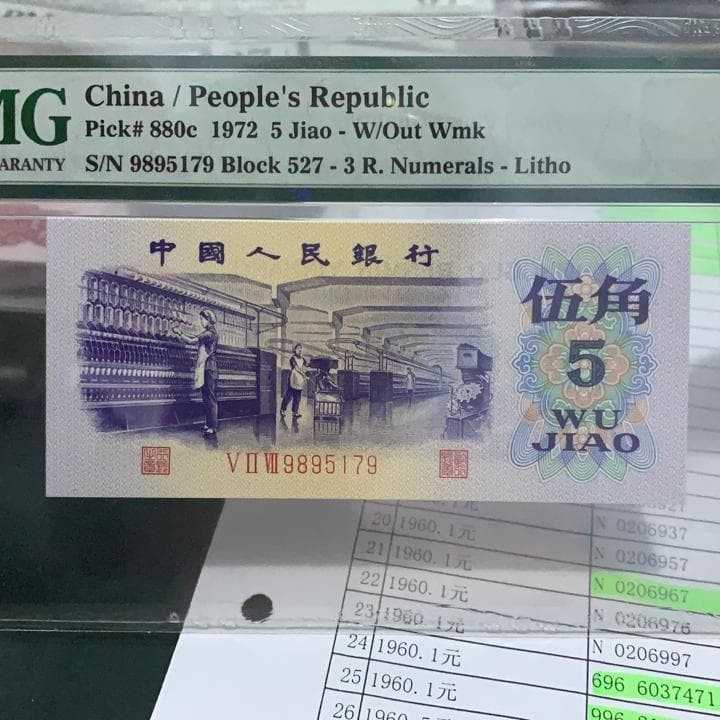 MG
China / People's Republic
Pick# 880c 1972 5 Jiao - W/Out Wmk
ARANTY
S/N 9895179 Block 527 - 3 R. Numerals - Litho
中國人民銀行
伍角
5
WU
JIAO
V II VII 9895179
20 1960.1元 N 0206937
21 1960.1元 N 0206957
22 1960.1元 N 0206967
23 1960.1元 N 0206976
24 1960.1元 N 0206997
25 1960.1元 696 6037471
26